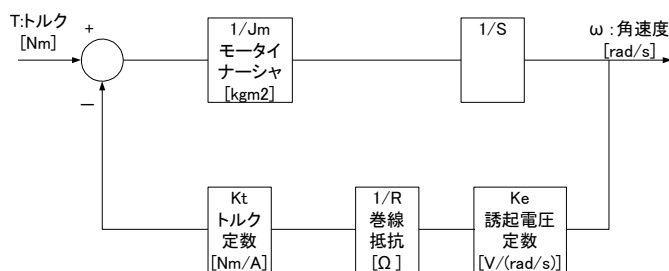 T:トルク
[Nm]
+
1/Jm
モータイ
ナーシャ
[kgm2]
1/S
ω：角速度
[rad/s]
－
Kt
トルク
定数
[Nm/A]
1/R
巻線
抵抗
[Ω]
Ke
誘起電圧
定数
[V/(rad/s)]